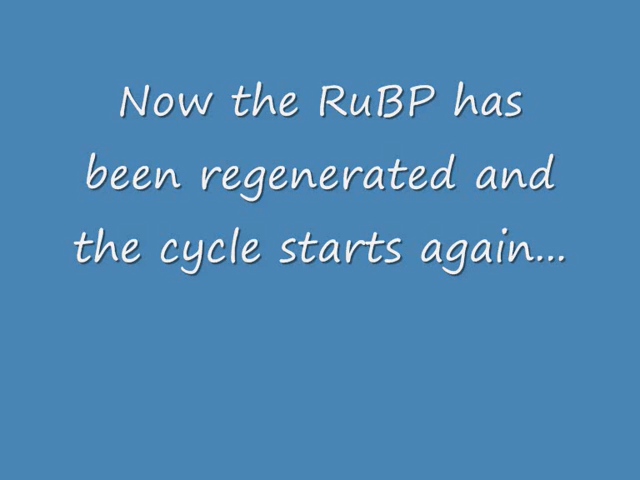 Now the RuBP has
been regenerated and
the cycle starts again...